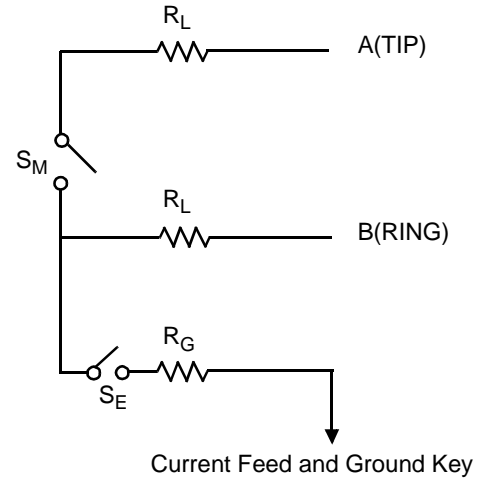 R_L
A(TIP)
S_M
R_L
B(RING)
R_G
S_E
Current Feed and Ground Key